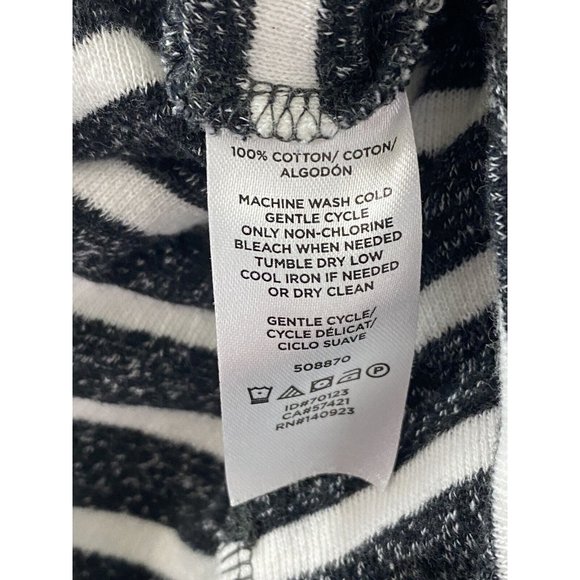 100% COTTON/ COTON/
ALGODÓN
MACHINE WASH COLD
GENTLE CYCLE
ONLY NON-CHLORINE
BLEACH WHEN NEEDED
TUMBLE DRY LOW
COOL IRON IF NEEDED
OR DRY CLEAN
GENTLE CYCLE/
CYCLE DÉLICAT/
CICLO SUAVE
508870
P
ID#70123
CA#57421
RN#140923